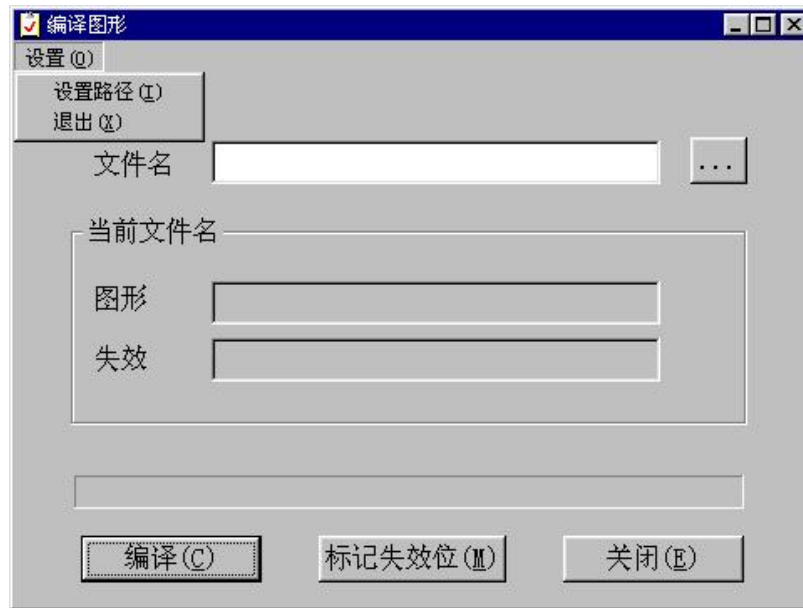 编译图形
设置(O)
设置路径(I)
退出(X)
文件名
...
当前文件名
图形
失效
编译(C)
标记失效位(M)
关闭(E)